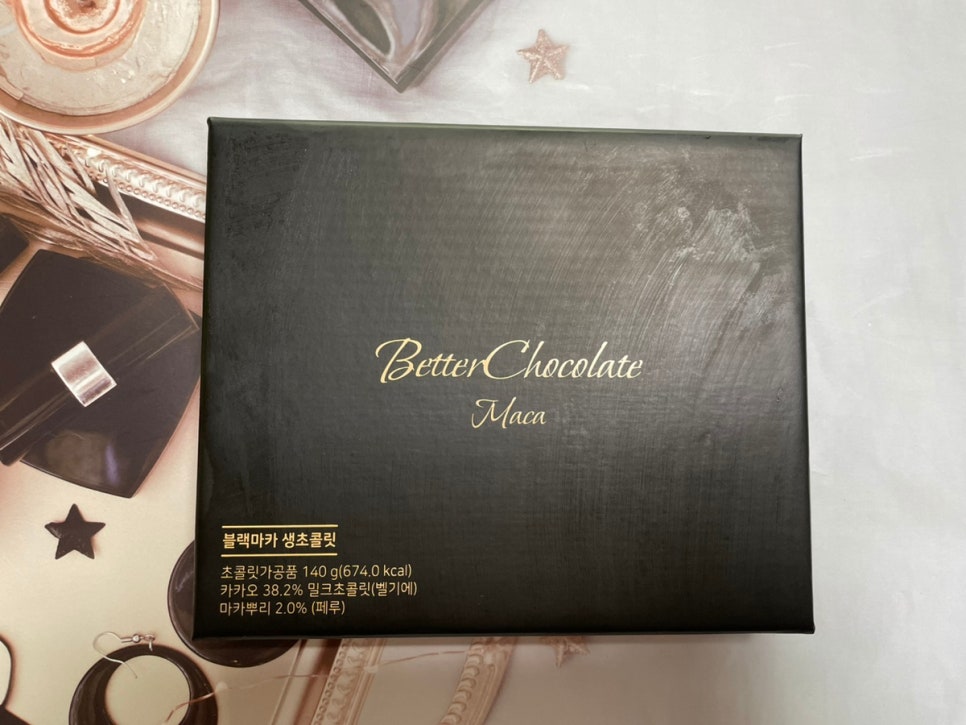 BetterChocolate
Maca
블랙마카 생초콜릿
초콜릿가공품 140 g(674.0 kcal)
카카오 38.2% 밀크초콜릿(벨기에)
마카뿌리 2.0% (페루)